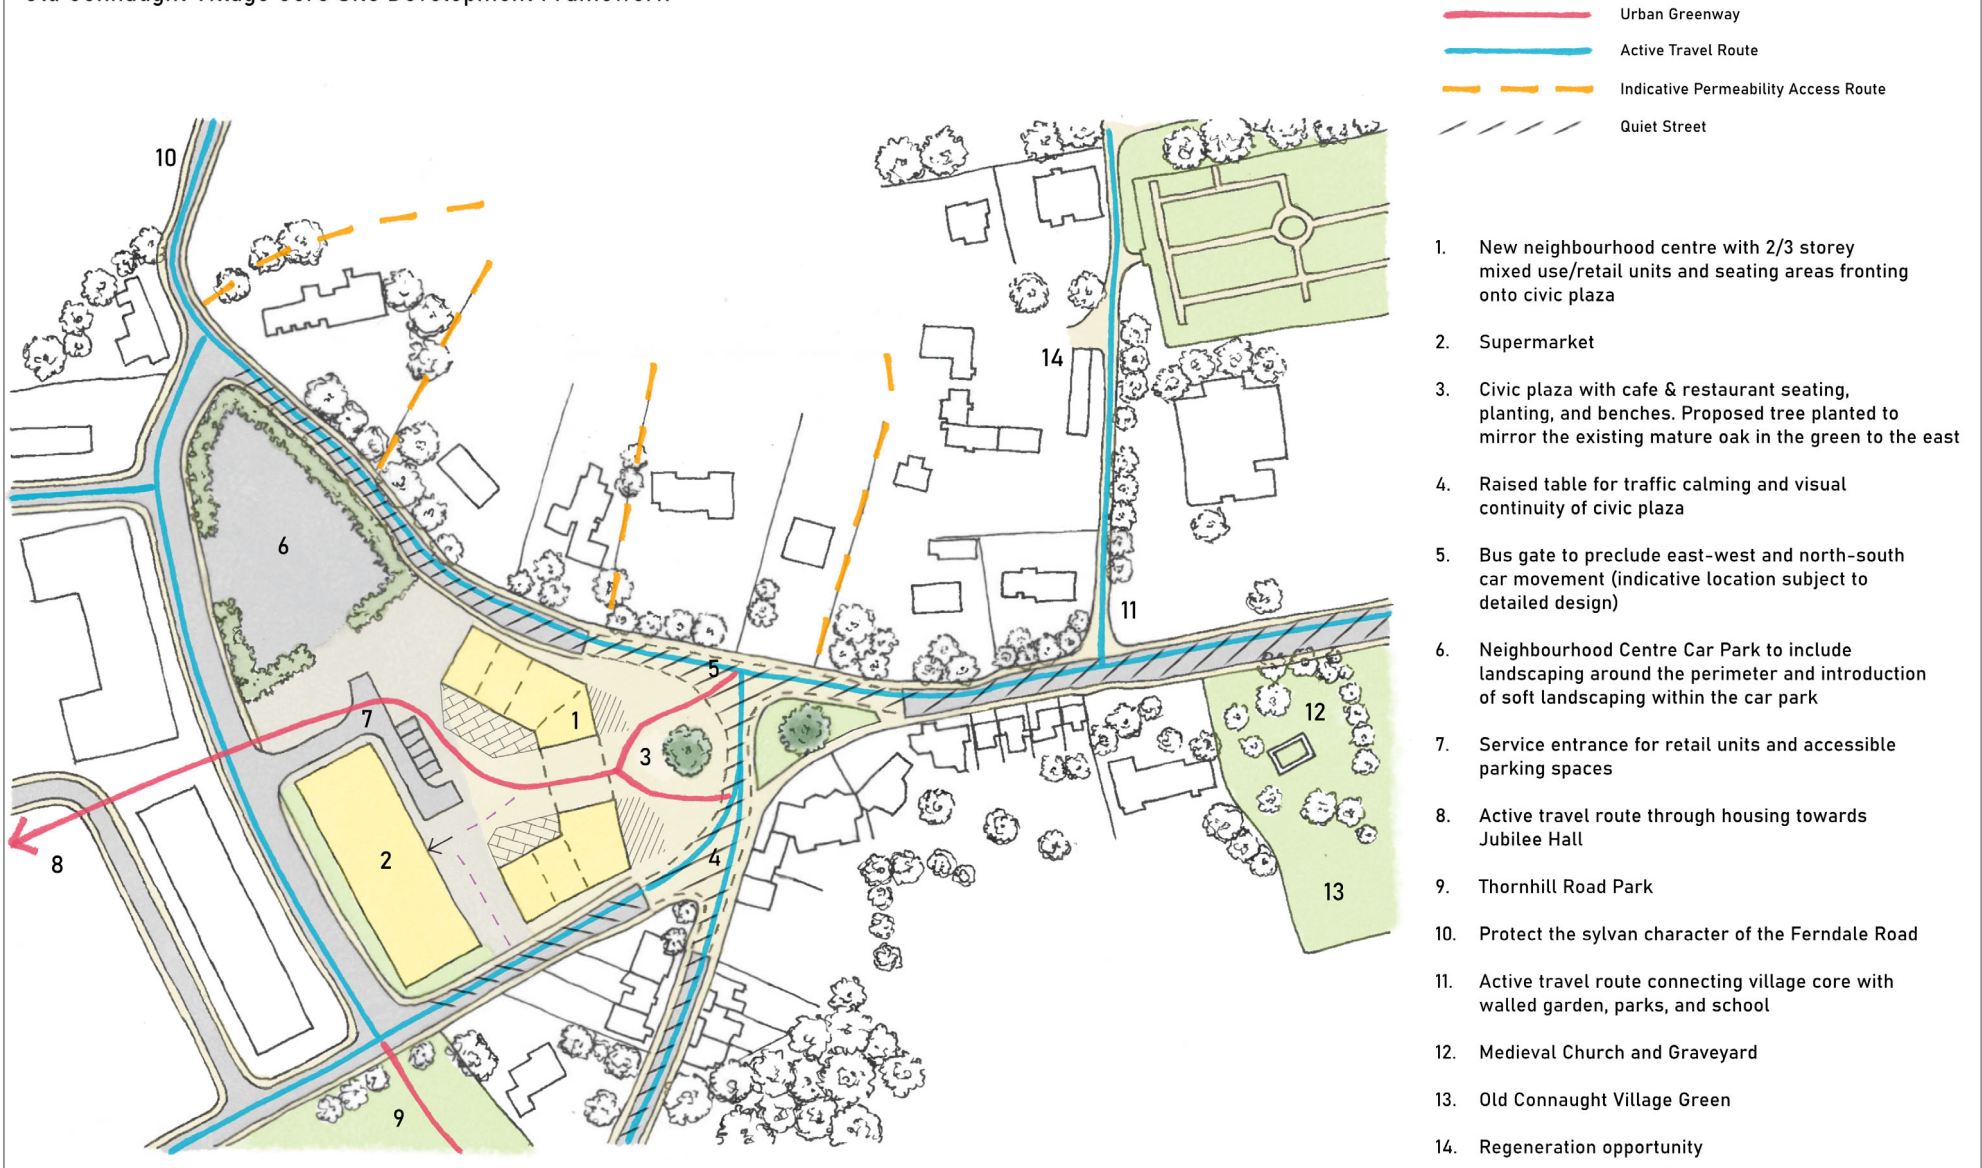 Old Connaught Village Core Site Development Framework
Urban Greenway
Active Travel Route
Indicative Permeability Access Route
Quiet Street
1. New neighbourhood centre with 2/3 storey
mixed use/retail units and seating areas fronting
onto civic plaza
2. Supermarket
3. Civic plaza with cafe & restaurant seating,
planting, and benches. Proposed tree planted to
mirror the existing mature oak in the green to the east
4. Raised table for traffic calming and visual
continuity of civic plaza
5. Bus gate to preclude east-west and north-south
car movement (indicative location subject to
detailed design)
6. Neighbourhood Centre Car Park to include
landscaping around the perimeter and introduction
of soft landscaping within the car park
7. Service entrance for retail units and accessible
parking spaces
8. Active travel route through housing towards
Jubilee Hall
9. Thornhill Road Park
10. Protect the sylvan character of the Ferndale Road
11. Active travel route connecting village core with
walled garden, parks, and school
12. Medieval Church and Graveyard
13. Old Connaught Village Green
14. Regeneration opportunity
10
14
6
11
5
12
7
1
3
2
4
8
13
9